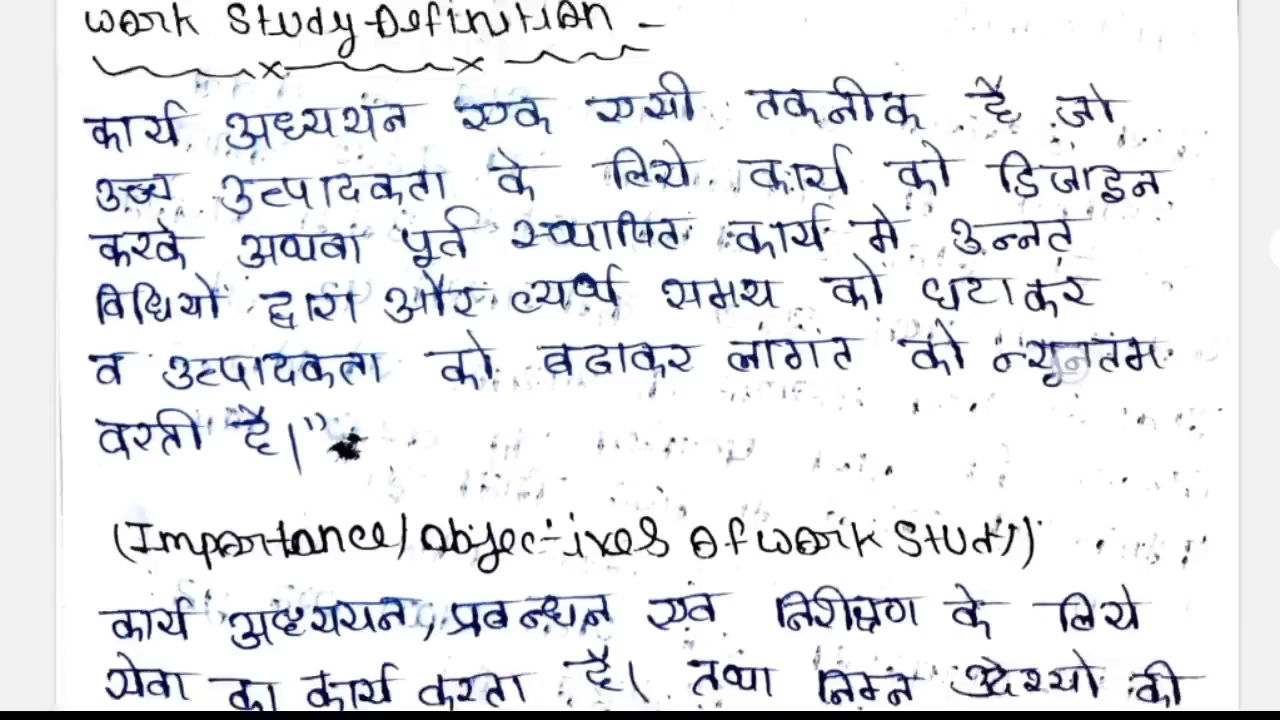 Work Study Definition -
कार्य अध्ययन एक एसी तकनीक है जो
उच्च उत्पादकता के लिये कार्य को डिजाइन
करके अथवा पूर्व स्थापित कार्य मे उन्नत
विधियों द्वारा और व्यर्थ समय को घटाकर
व उत्पादकता को बढाकर लागत को न्यूनतम
करती है।"
(Importance/objectives of work study)
कार्य अध्ययन, प्रबन्धन एव निरीक्षण के लिये
सेवा का कार्य करता है। तथा निम्न उदेश्यो की